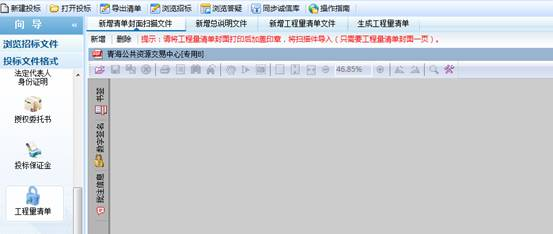 新建投标 打开投标 导出清单 浏览招标 浏览答疑 同步诚信库 操作指南
向 导 «
新增清单封面扫描文件 新增总说明文件 新增工程量清单文件 生成工程量清单
浏览招标文件
新增 删除 提示：请将工程量清单封面打印后加盖印章，将扫描件导入（只需要工程量清单封面一页）。
投标文件格式
青海公共资源交易中心[专用]
法定代表人
身份证明
46.85%
授权委托书
投标保证金
工程量清单
书签
数字签名
批注信息